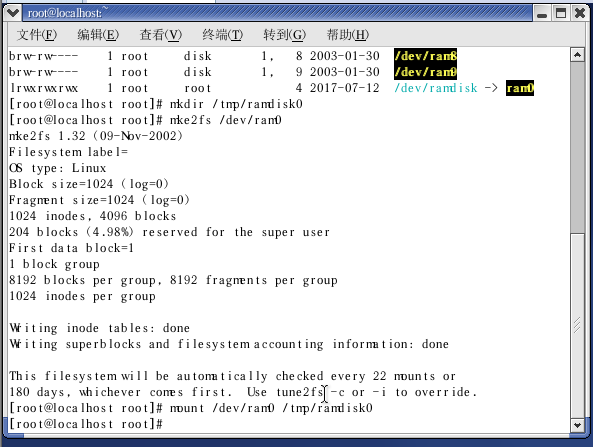 root@localhost:~
文件(F) 编辑(E) 查看(V) 终端(T) 转到(G) 帮助(H)
brw-rw---- 1 root disk 1, 8 2003-01-30 /dev/ram8
brw-rw---- 1 root disk 1, 9 2003-01-30 /dev/ram9
lrwxrwxrwx 1 root root 4 2017-07-12 /dev/ramdisk -> ram0
[root@localhost root]# mkdir /tmp/ramdisk0
[root@localhost root]# mke2fs /dev/ram0
mke2fs 1.32 (09-Nov-2002)
Filesystem label=
OS type: Linux
Block size=1024 (log=0)
Fragment size=1024 (log=0)
1024 inodes, 4096 blocks
204 blocks (4.98%) reserved for the super user
First data block=1
1 block group
8192 blocks per group, 8192 fragments per group
1024 inodes per group
Writing inode tables: done
Writing superblocks and filesystem accounting information: done
This filesystem will be automatically checked every 22 mounts or
180 days, whichever comes first. Use tune2fs -c or -i to override.
[root@localhost root]# mount /dev/ram0 /tmp/ramdisk0
[root@localhost root]#